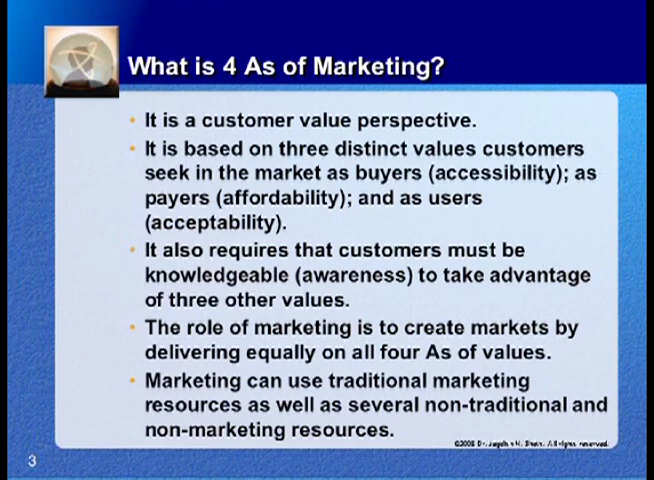 What is 4 As of Marketing?
• It is a customer value perspective.
• It is based on three distinct values customers
seek in the market as buyers (accessibility); as
payers (affordability); and as users
(acceptability).
• It also requires that customers must be
knowledgeable (awareness) to take advantage
of three other values.
• The role of marketing is to create markets by
delivering equally on all four As of values.
• Marketing can use traditional marketing
resources as well as several non-traditional and
non-marketing resources.
Dr. N. All rights reserved.
3